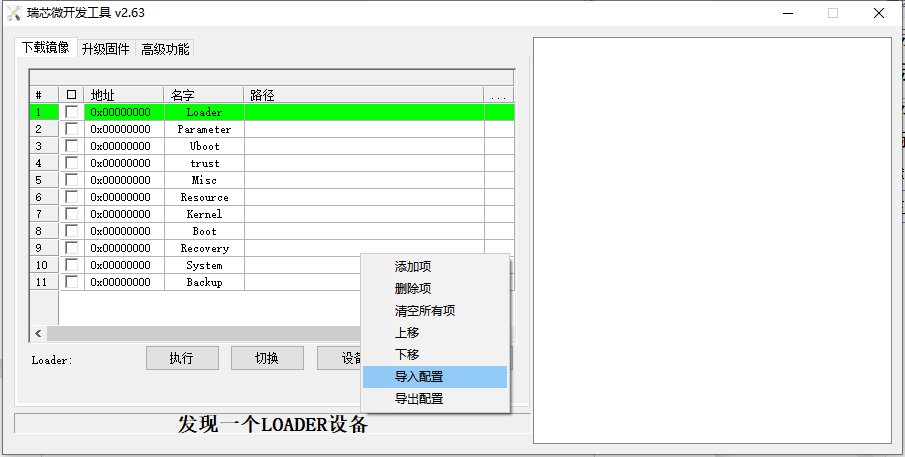 瑞芯微开发工具 v2.63
下载镜像 升级固件 高级功能
# 地址 名字 路径 ...
1 0x00000000 Loader
2 0x00000000 Parameter
3 0x00000000 Uboot
4 0x00000000 trust
5 0x00000000 Misc
6 0x00000000 Resource
7 0x00000000 Kernel
8 0x00000000 Boot
9 0x00000000 Recovery
10 0x00000000 System
11 0x00000000 Backup
添加项
删除项
清空所有项
上移
下移
导入配置
导出配置
Loader: 执行 切换
发现一个LOADER设备